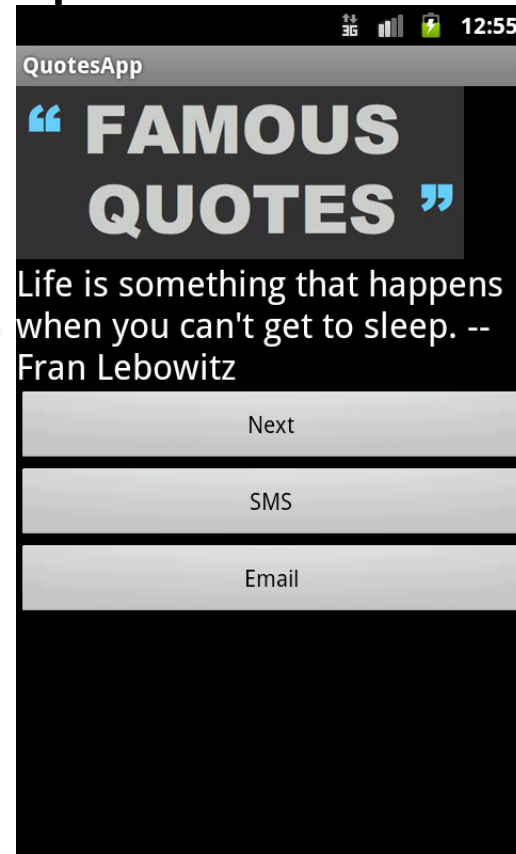 3G 12:55
QuotesApp
“ FAMOUS
QUOTES ”
Life is something that happens
when you can't get to sleep. --
Fran Lebowitz
Next
SMS
Email